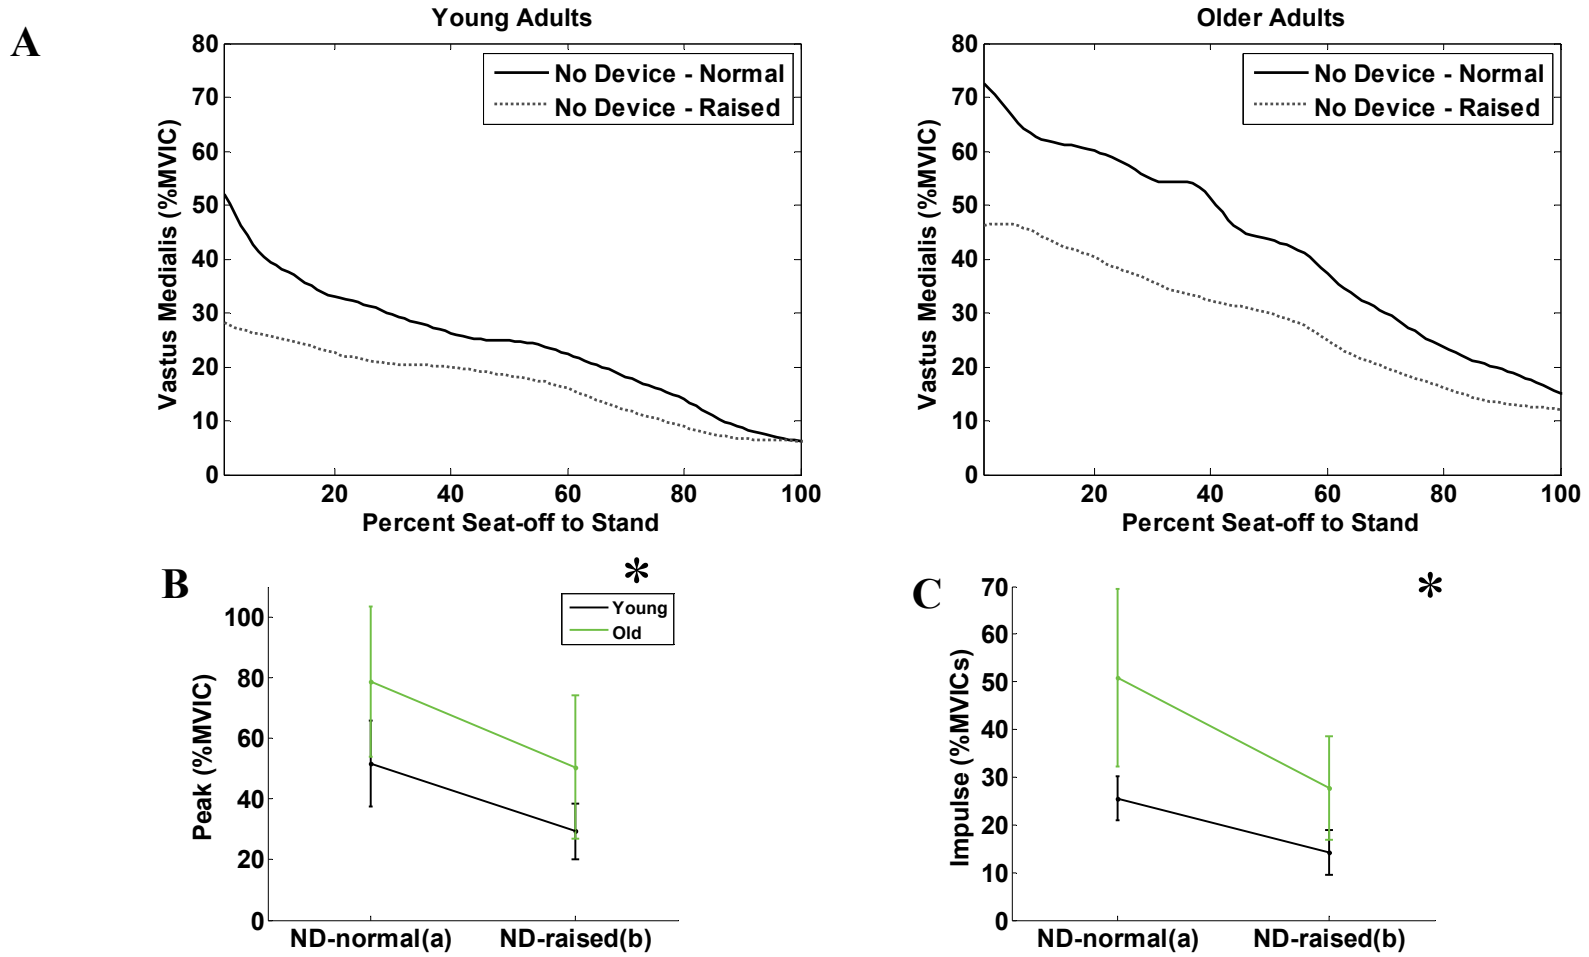 A
Young Adults
80
70
60
50
40
30
20
10
0
Vastus Medialis (%MVIC)
No Device - Normal
No Device - Raised
20 40 60 80 100
Percent Seat-off to Stand
Older Adults
80
70
60
50
40
30
20
10
0
Vastus Medialis (%MVIC)
No Device - Normal
No Device - Raised
20 40 60 80 100
Percent Seat-off to Stand
B
*
100
80
60
40
20
0
Peak (%MVIC)
Young
Old
ND-normal(a) ND-raised(b)
C
*
70
60
50
40
30
20
10
0
Impulse (%MVICs)
ND-normal(a) ND-raised(b)